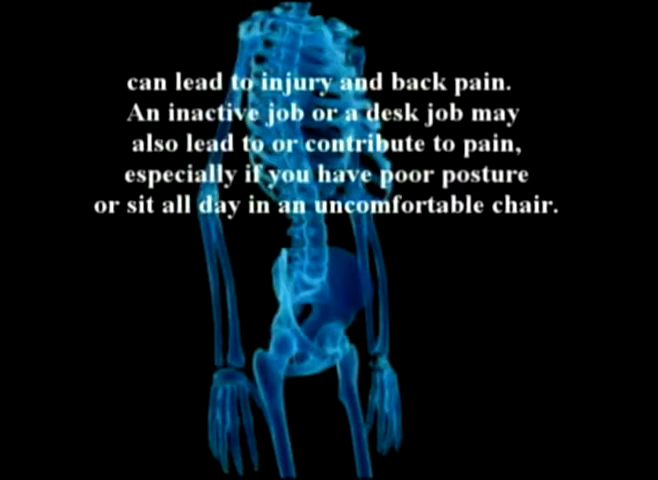 can lead to injury and back pain.
An inactive job or a desk job may
also lead to or contribute to pain,
especially if you have poor posture
or sit all day in an uncomfortable chair.